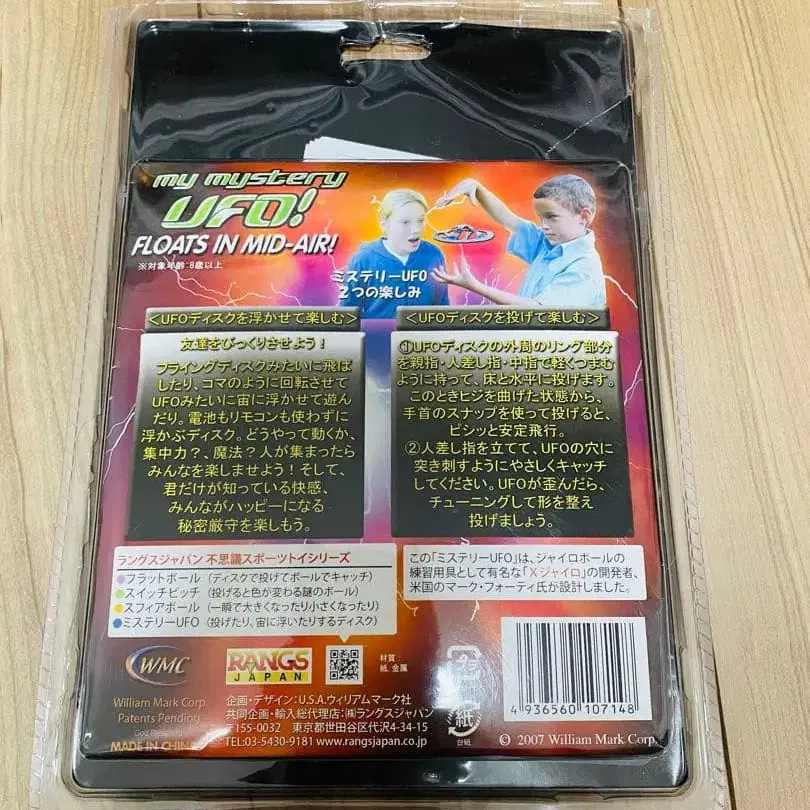 my mystery
UFO!
FLOATS IN MID-AIR!
※対象年齢:8歳以上
ミステリーUFO
2つの楽しみ
<UFOディスクを浮かせて楽しむ>
友達をびっくりさせよう!
フライングディスクみたいに飛ば
したり、コマのように回転させて
UFOみたいに宙に浮かせて遊ん
だり。電池もリモコンも使わずに
浮かぶディスク。どうやって動くか、
集中力?、魔法?人が集まったら
みんなを楽しませよう!そして、
君だけが知っている快感、
みんながハッピーになる
秘密厳守を楽しもう。
<UFOディスクを投げて楽しむ>
①UFOディスクの外周のリング部分
を親指・人差し指・中指で軽くつまむ
ように持って、床と水平に投げます。
このときヒジを曲げた状態から、
手首のスナップを使って投げると、
ピシッと安定飛行。
②人差し指を立てて、UFOの穴に
突き刺すようにやさしくキャッチ
してください。UFOが歪んだら、
チューニングして形を整え
投げましょう。
ラングスジャパン 不思議スポーツトイシリーズ
フラットボール (ディスクで投げてボールでキャッチ)
スイッチピッチ (投げると色が変わる謎のボール)
スフィアボール (一瞬で大きくなったり小さくなったり)
ミステリーUFO (投げたり、宙に浮いたりするディスク)
この「ミステリーUFO」は、ジャイロボールの
練習用具として有名な「Xジャイロ」の開発者、
米国のマーク・フォーティ氏が設計しました。
WMC
William Mark Corp
Patents Pending
God Bless
MADE IN CHINA
RANGS
JAPAN
材質:
紙、金属
企画・デザイン:U.S.A.ウィリアムマーク社
共同企画・輸入総代理店:㈱ラングスジャパン
〒155-0032 東京都世田谷区代沢4-34-15
TEL:03-5430-9181 www.rangsjapan.co.jp
プラ
紙
台紙
4 936560 107148
© 2007 William Mark Corp.